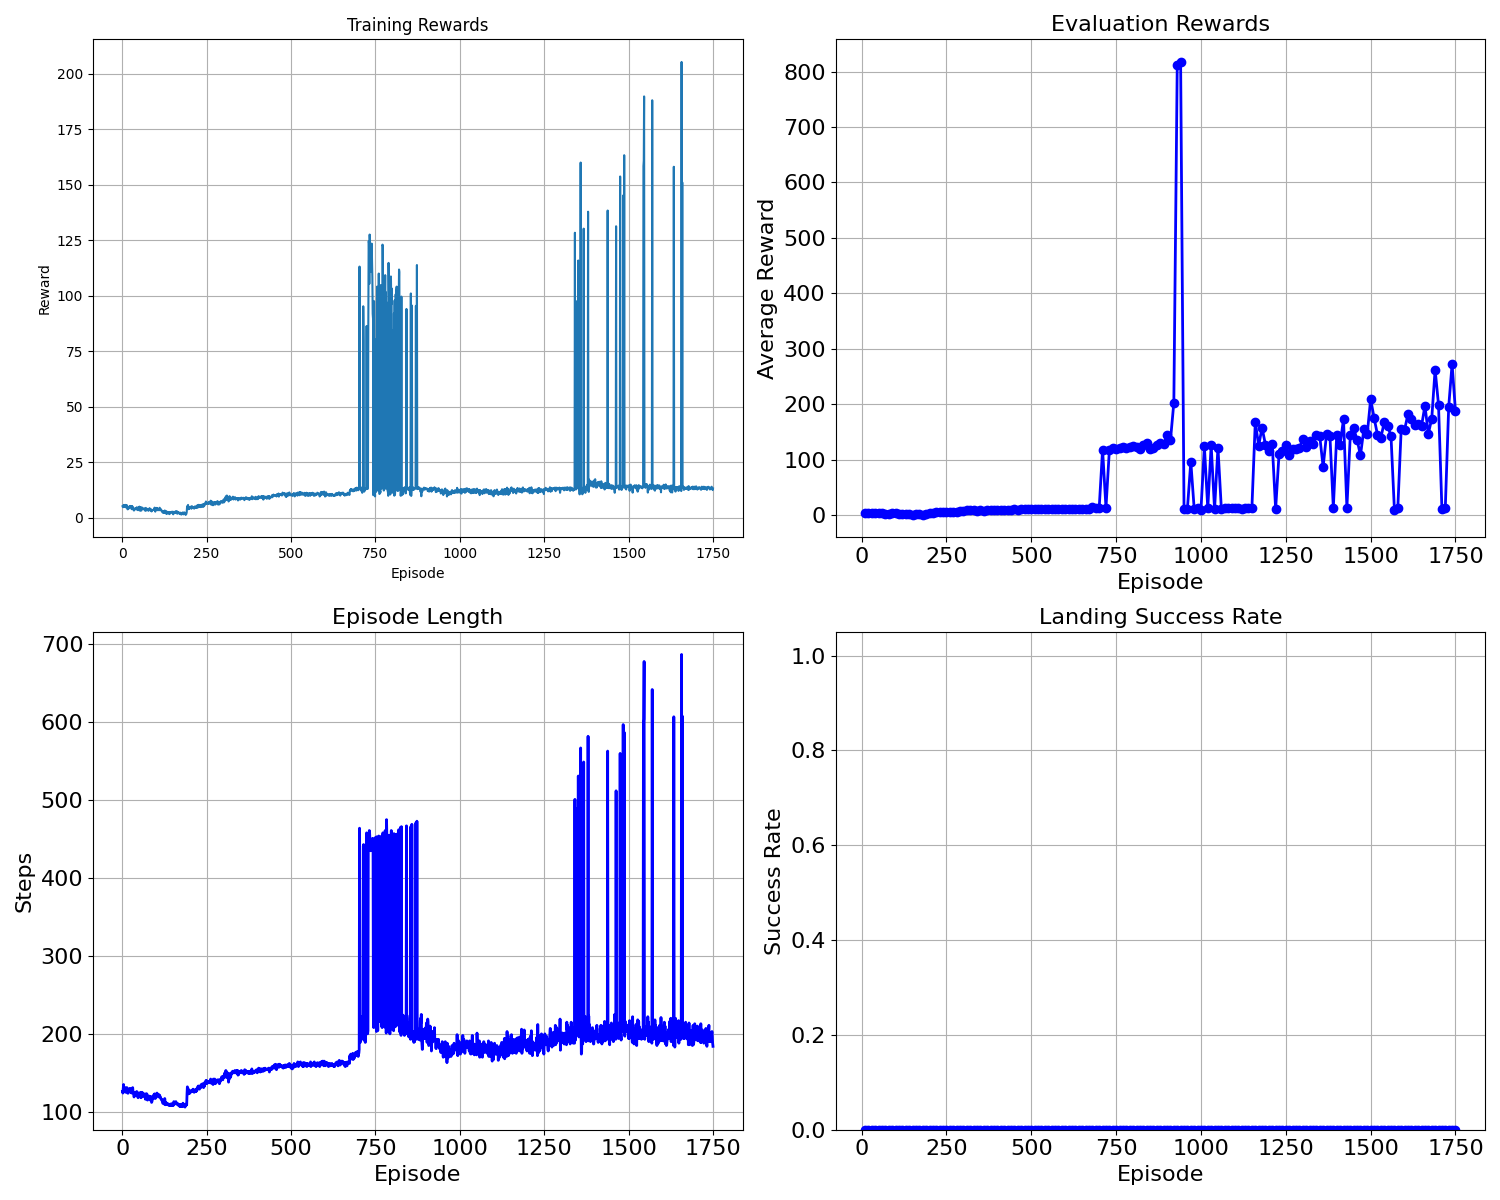 Training Rewards
Reward
200
175
150
125
100
75
50
25
0
0 250 500 750 1000 1250 1500 1750
Episode
Evaluation Rewards
Average Reward
800
700
600
500
400
300
200
100
0
0 250 500 750 1000 1250 1500 1750
Episode
Episode Length
Steps
700
600
500
400
300
200
100
0 250 500 750 1000 1250 1500 1750
Episode
Landing Success Rate
Success Rate
1.0
0.8
0.6
0.4
0.2
0.0
0 250 500 750 1000 1250 1500 1750
Episode